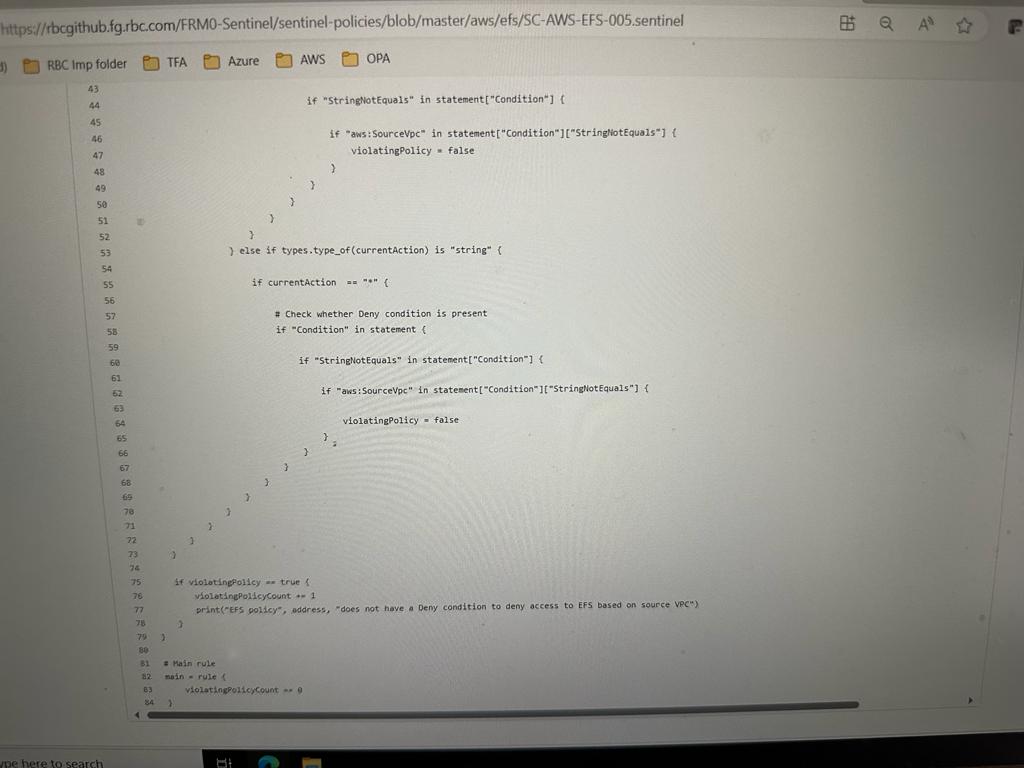 https://rbcgithub.fg.rbc.com/FRM0-Sentinel/sentinel-policies/blob/master/aws/efs/SC-AWS-EFS-005.sentinel
RBC Imp folder TFA Azure AWS OPA
43
44 if "StringNotEquals" in statement["Condition"] {
45
46 if "aws:SourceVpc" in statement["Condition"]["StringNotEquals"] {
47 violatingPolicy = false
48 }
49 }
50 }
51 }
52 }
53 } else if types.type_of(currentAction) is "string" {
54
55 if currentAction == "*" {
56
57 # Check whether Deny condition is present
58 if "Condition" in statement {
59
60 if "StringNotEquals" in statement["Condition"] {
61
62 if "aws:SourceVpc" in statement["Condition"]["StringNotEquals"] {
63
64 violatingPolicy = false
65 }
66 }
67 }
68 }
69 }
70 }
71 }
72 }
73 }
74
75 if violatingPolicy == true {
76 violatingPolicyCount += 1
77 print("EFS policy", address, "does not have a Deny condition to deny access to EFS based on source VPC")
78 }
79 }
80
81 # Main rule
82 main = rule {
83 violatingPolicyCount == 0
84 }
ype here to search